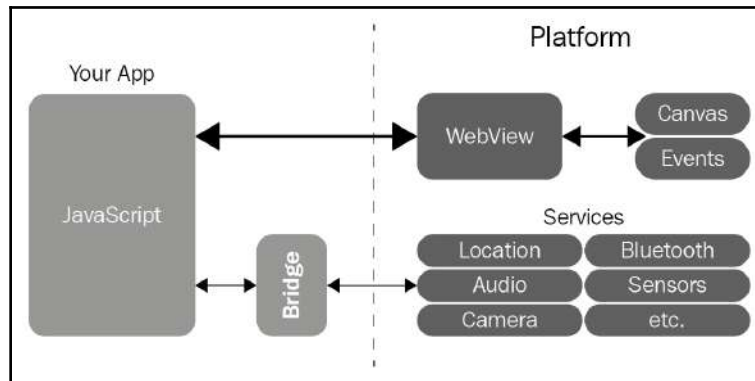 Platform
Your App
JavaScript
WebView
Canvas
Events
Bridge
Services
Location
Bluetooth
Audio
Sensors
Camera
etc.